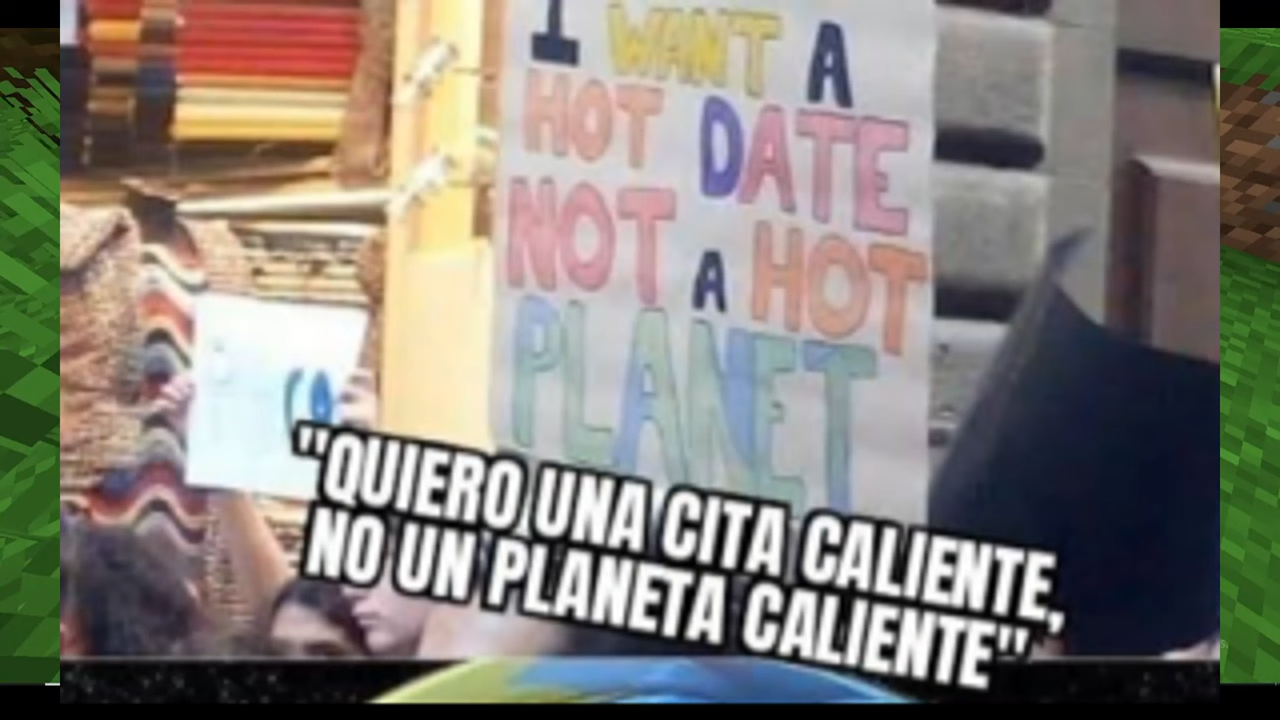 I WANT A
HOT DATE
NOT A HOT
PLANET
"QUIERO UNA CITA CALIENTE,
NO UN PLANETA CALIENTE"